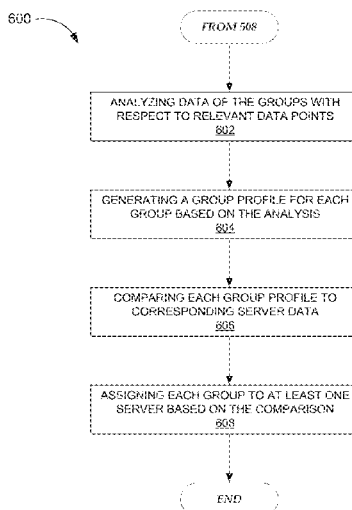 600
FROM 508
ANALYZING DATA OF THE GROUPS WITH
RESPECT TO RELEVANT DATA POINTS
602
GENERATING A GROUP PROFILE FOR EACH
GROUP BASED ON THE ANALYSIS
604
COMPARING EACH GROUP PROFILE TO
CORRESPONDING SERVER DATA
606
ASSIGNING EACH GROUP TO AT LEAST ONE
SERVER BASED ON THE COMPARISON
608
END